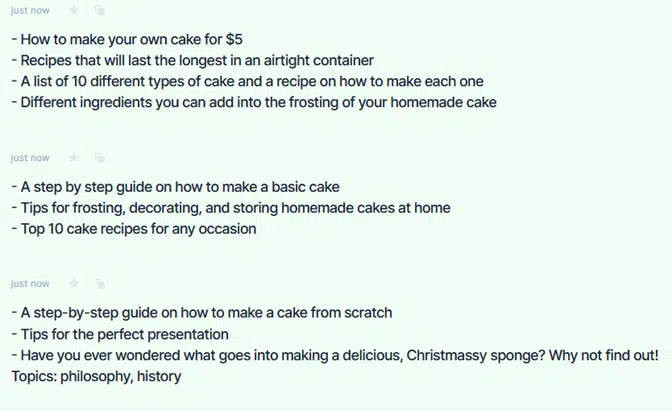 just now
- How to make your own cake for $5
- Recipes that will last the longest in an airtight container
- A list of 10 different types of cake and a recipe on how to make each one
- Different ingredients you can add into the frosting of your homemade cake
just now
- A step by step guide on how to make a basic cake
- Tips for frosting, decorating, and storing homemade cakes at home
- Top 10 cake recipes for any occasion
just now
- A step-by-step guide on how to make a cake from scratch
- Tips for the perfect presentation
- Have you ever wondered what goes into making a delicious, Christmassy sponge? Why not find out!
Topics: philosophy, history